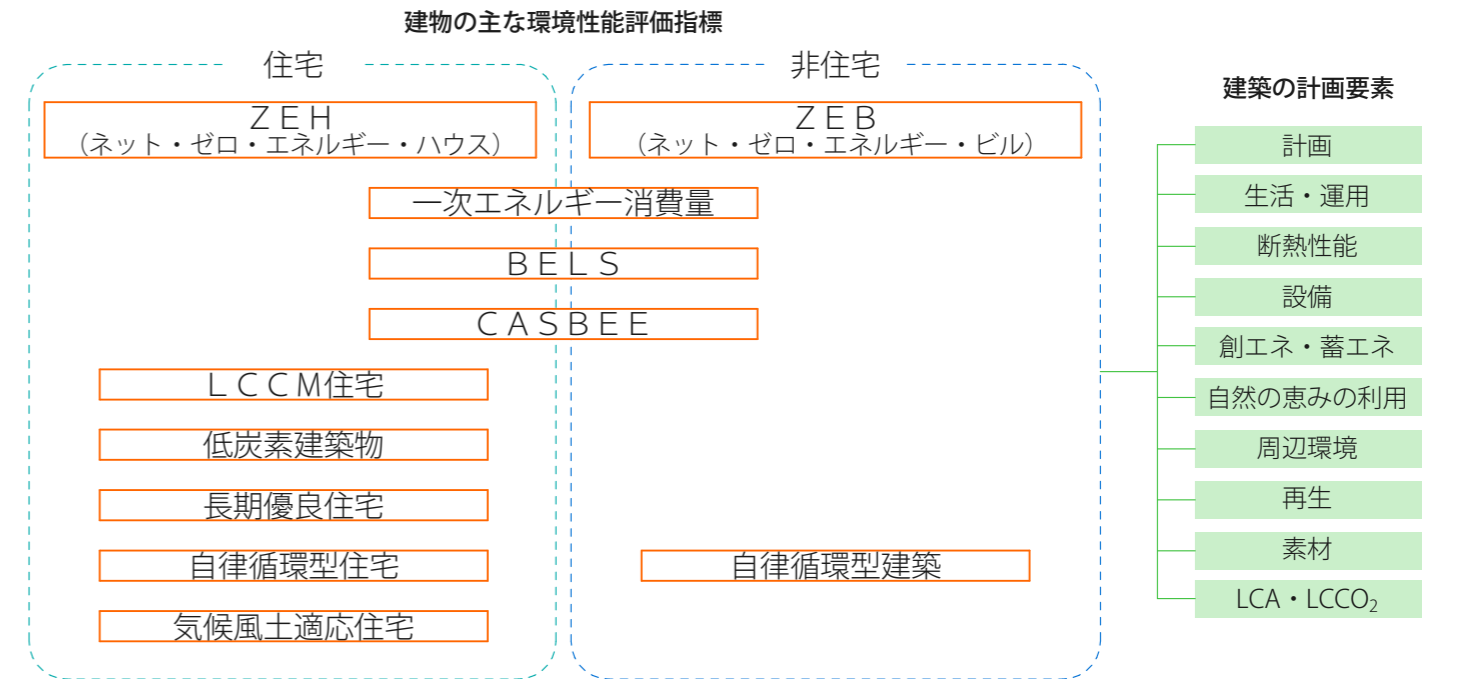 建物の主な環境性能評価指標
住宅
非住宅
ＺＥＨ
（ネット・ゼロ・エネルギー・ハウス）
ＺＥＢ
（ネット・ゼロ・エネルギー・ビル）
一次エネルギー消費量
ＢＥＬＳ
ＣＡＳＢＥＥ
ＬＣＣＭ住宅
低炭素建築物
長期優良住宅
自律循環型住宅
自律循環型建築
気候風土適応住宅
建築の計画要素
計画
生活・運用
断熱性能
設備
創エネ・蓄エネ
自然の恵みの利用
周辺環境
再生
素材
LCA・LCCO₂